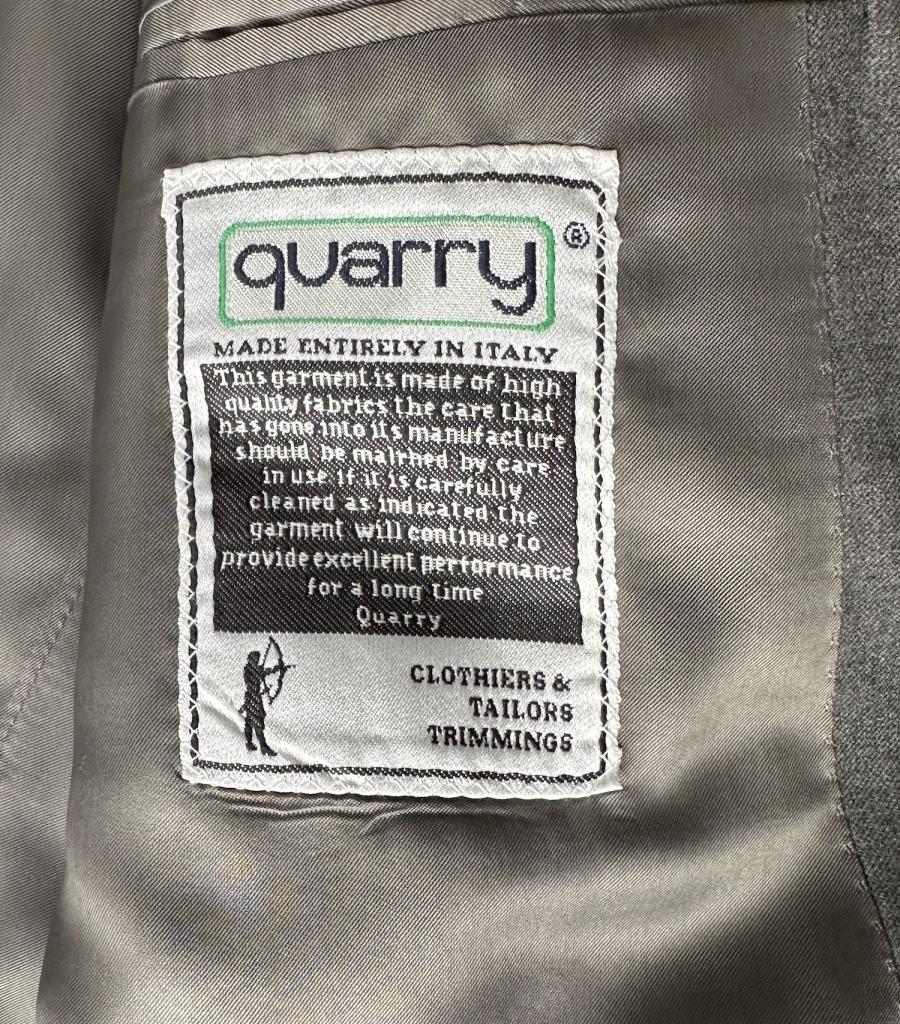 quarry ®
MADE ENTIRELY IN ITALY
This garment is made of high
quality fabrics the care that
has gone into its manufacture
should be malthed by care
in use if it is carefully
cleaned as indicated the
garment will continue to
provide excellent performance
for a long time
Quarry
CLOTHIERS &
TAILORS
TRIMMINGS